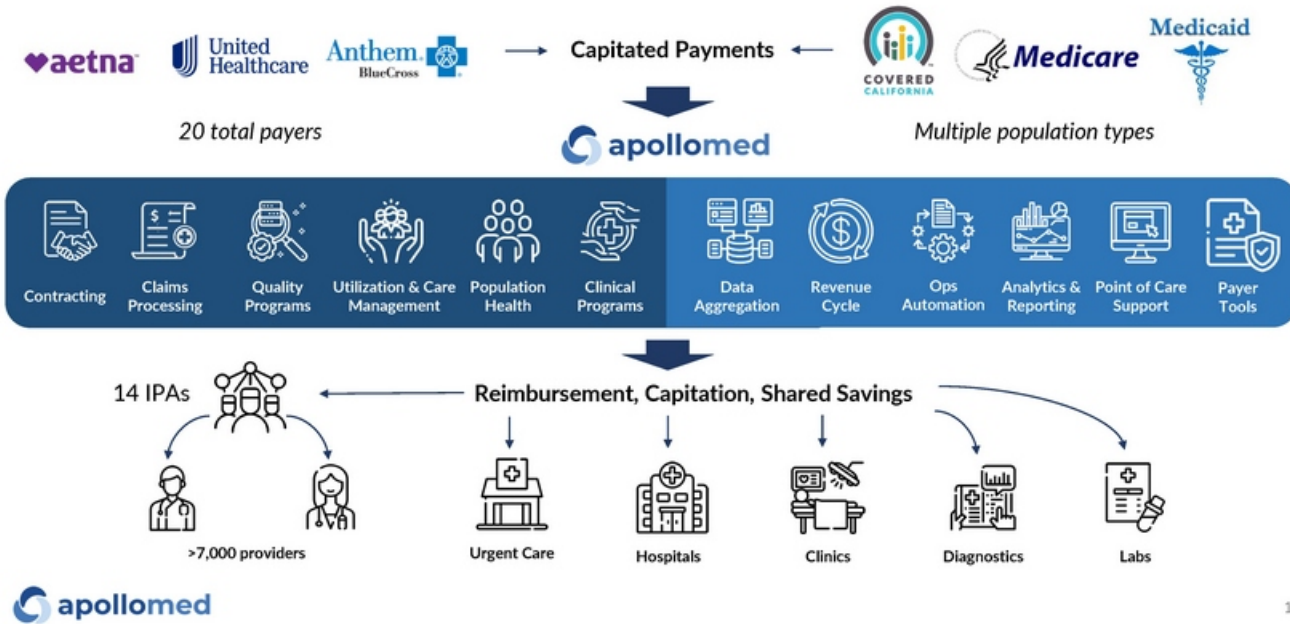 aetna
United
Healthcare
Anthem.
BlueCross
Capitated Payments
COVERED
CALIFORNIA
Medicare
Medicaid
20 total payers
Multiple population types
apollomed
Contracting
Claims
Processing
Quality
Programs
Utilization & Care
Management
Population
Health
Clinical
Programs
Data
Aggregation
Revenue
Cycle
Ops
Automation
Analytics &
Reporting
Point of Care
Support
Payer
Tools
14 IPAs
Reimbursement, Capitation, Shared Savings
>7,000 providers
Urgent Care
Hospitals
Clinics
Diagnostics
Labs
apollomed
1